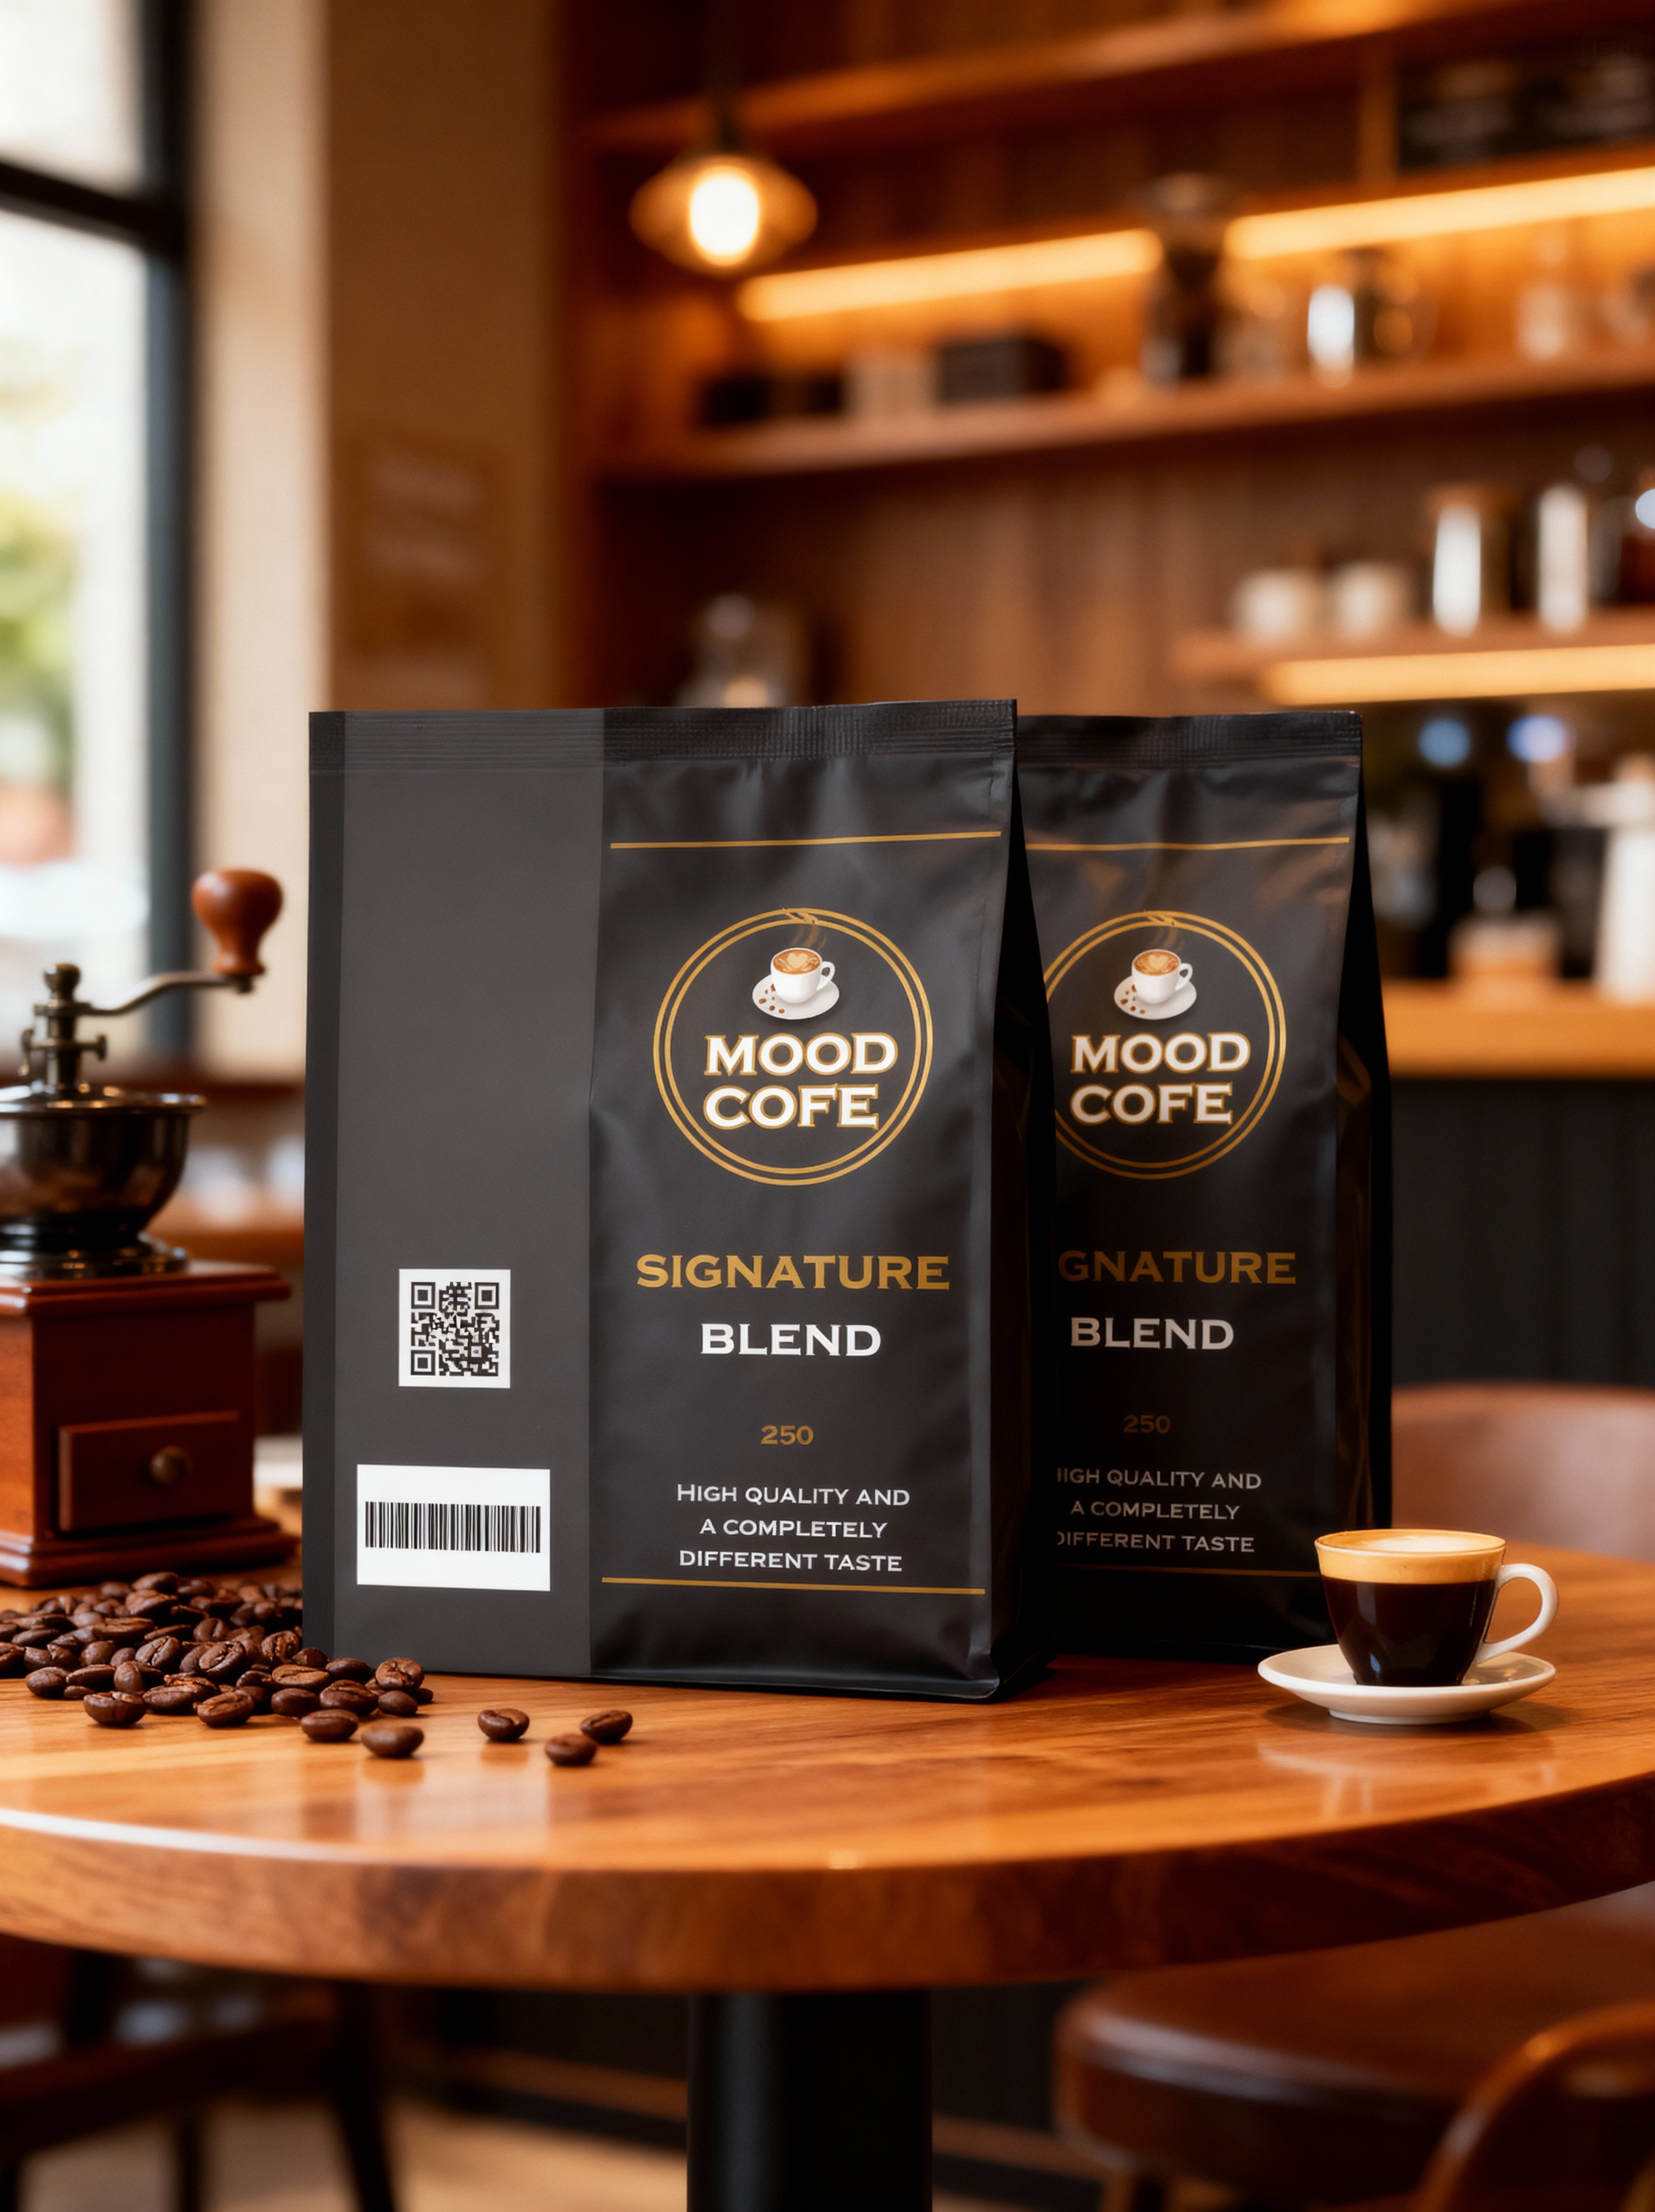 MOOD
COFE
SIGNATURE
BLEND
250
HIGH QUALITY AND
A COMPLETELY
DIFFERENT TASTE
MOOD
COFE
GNATURE
BLEND
250
IGH QUALITY AND
A COMPLETELY
DIFFERENT TASTE